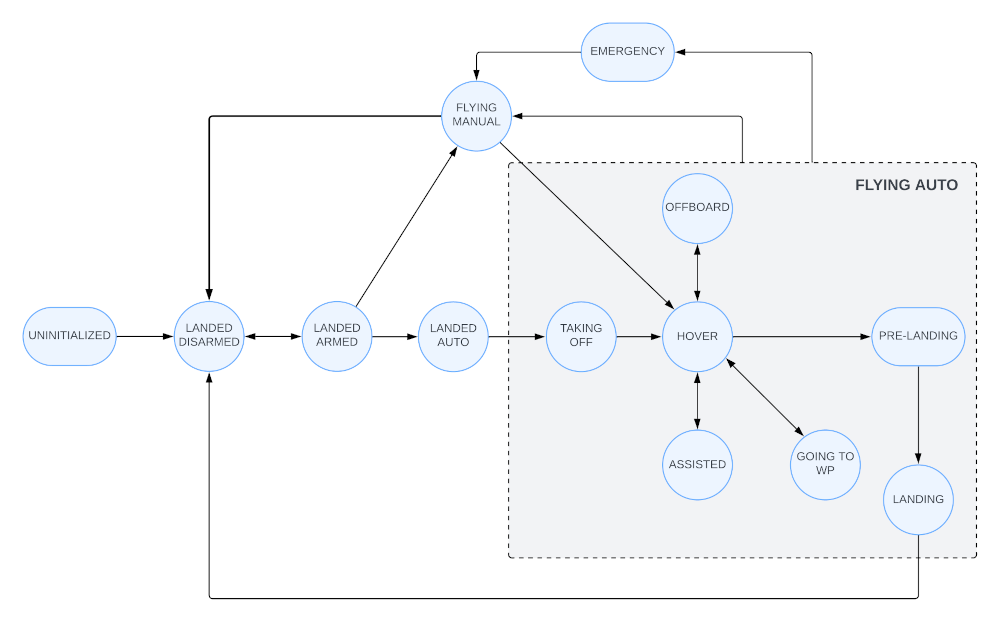 EMERGENCY
FLYING
MANUAL
FLYING AUTO
OFFBOARD
UNINITIALIZED
LANDED
DISARMED
LANDED
ARMED
LANDED
AUTO
TAKING
OFF
HOVER
PRE-LANDING
ASSISTED
GOING TO
WP
LANDING